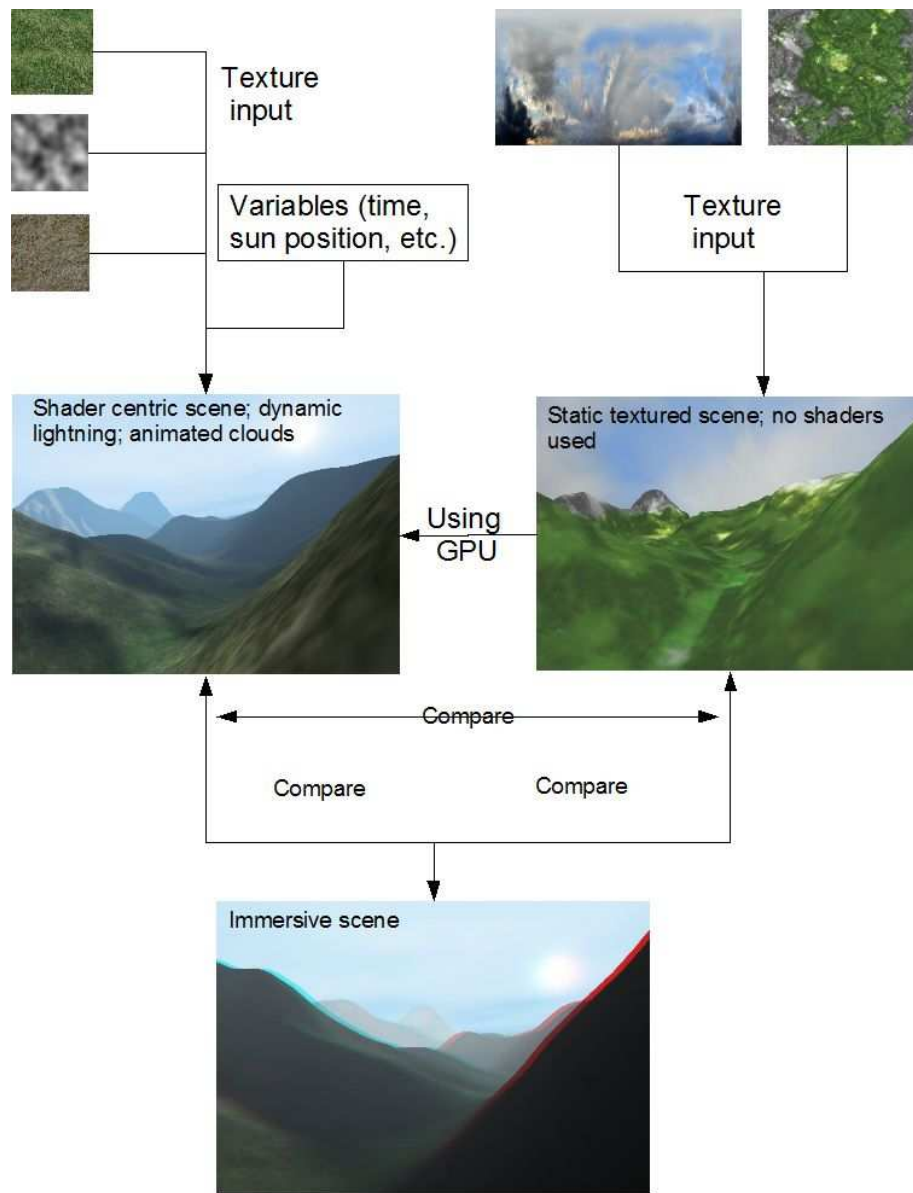 Texture
input
Variables (time,
sun position, etc.)
Texture
input
Shader centric scene; dynamic
lightning; animated clouds
Static textured scene; no shaders
used
Using
GPU
Compare
Compare
Compare
Immersive scene